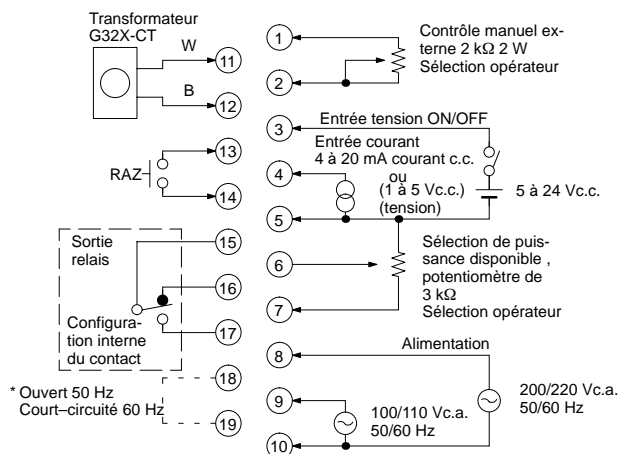 Transformateur
G32X-CT
W
11
B
12
13
RAZ
14
Sortie
relais
15
16
Configura-
tion interne
du contact
17
18
* Ouvert 50 Hz
Court–circuité 60 Hz
19
1
Contrôle manuel ex-
terne 2 kΩ 2 W
Sélection opérateur
2
3
Entrée tension ON/OFF
Entrée courant
4 à 20 mA courant c.c.
ou
(1 à 5 Vc.c.)
(tension)
4
5 à 24 Vc.c.
5
6
Sélection de puis-
sance disponible ,
potentiomètre de
3 kΩ
Sélection opérateur
7
8
Alimentation
9
100/110 Vc.a.
50/60 Hz
200/220 Vc.a.
50/60 Hz
10